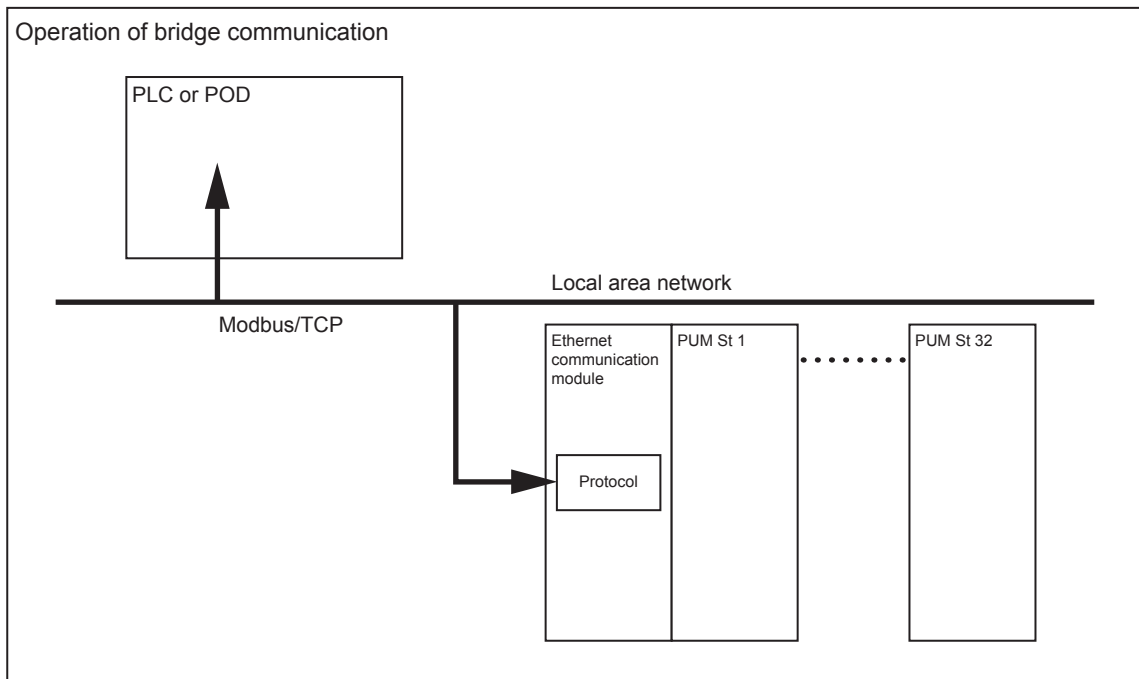 Operation of bridge communication
PLC or POD
Local area network
Modbus/TCP
Ethernet
communication
module
PUM St 1
PUM St 32
Protocol